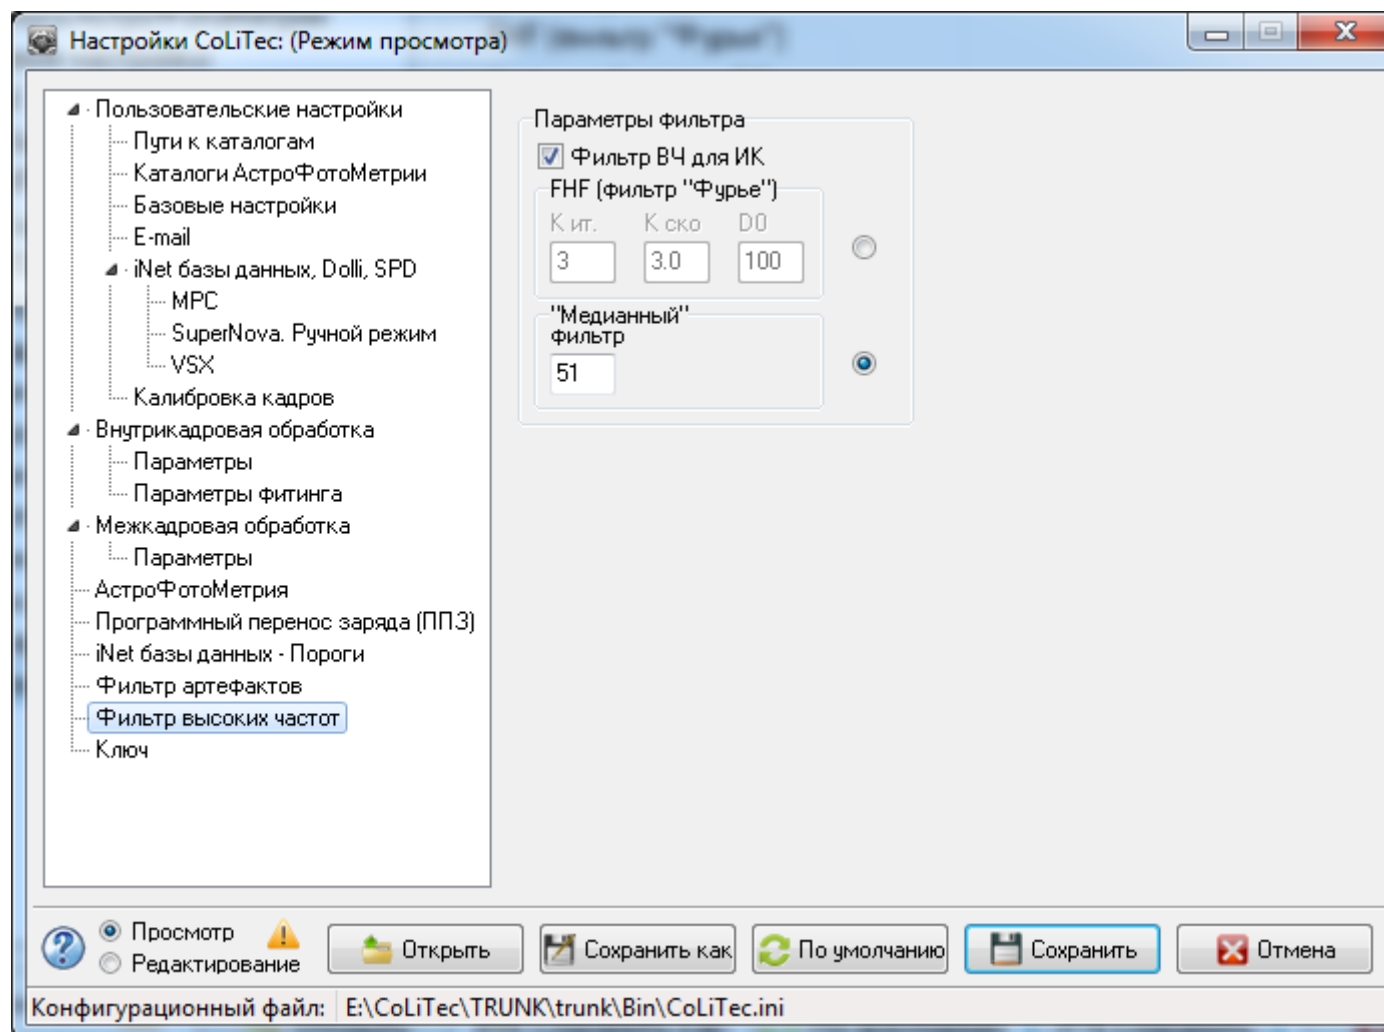 Настройки CoLiTec: (Режим просмотра)
Пользовательские настройки
Пути к каталогам
Каталоги АстроФотоМетрии
Базовые настройки
E-mail
iNet базы данных, Dolli, SPD
MPC
SuperNova. Ручной режим
VSX
Калибровка кадров
Внутрикадровая обработка
Параметры
Параметры фитинга
Межкадровая обработка
Параметры
АстроФотоМетрия
Программный перенос заряда (ППЗ)
iNet базы данных - Пороги
Фильтр артефактов
Фильтр высоких частот
Ключ
Параметры фильтра
Фильтр ВЧ для ИК
FHF (фильтр "Фурье")
К ит. К ско D0
3 3.0 100
"Медианный"
фильтр
51
Просмотр
Редактирование
Открыть Сохранить как По умолчанию Сохранить Отмена
Конфигурационный файл: E:\CoLiTec\TRUNK\trunk\Bin\CoLiTec.ini